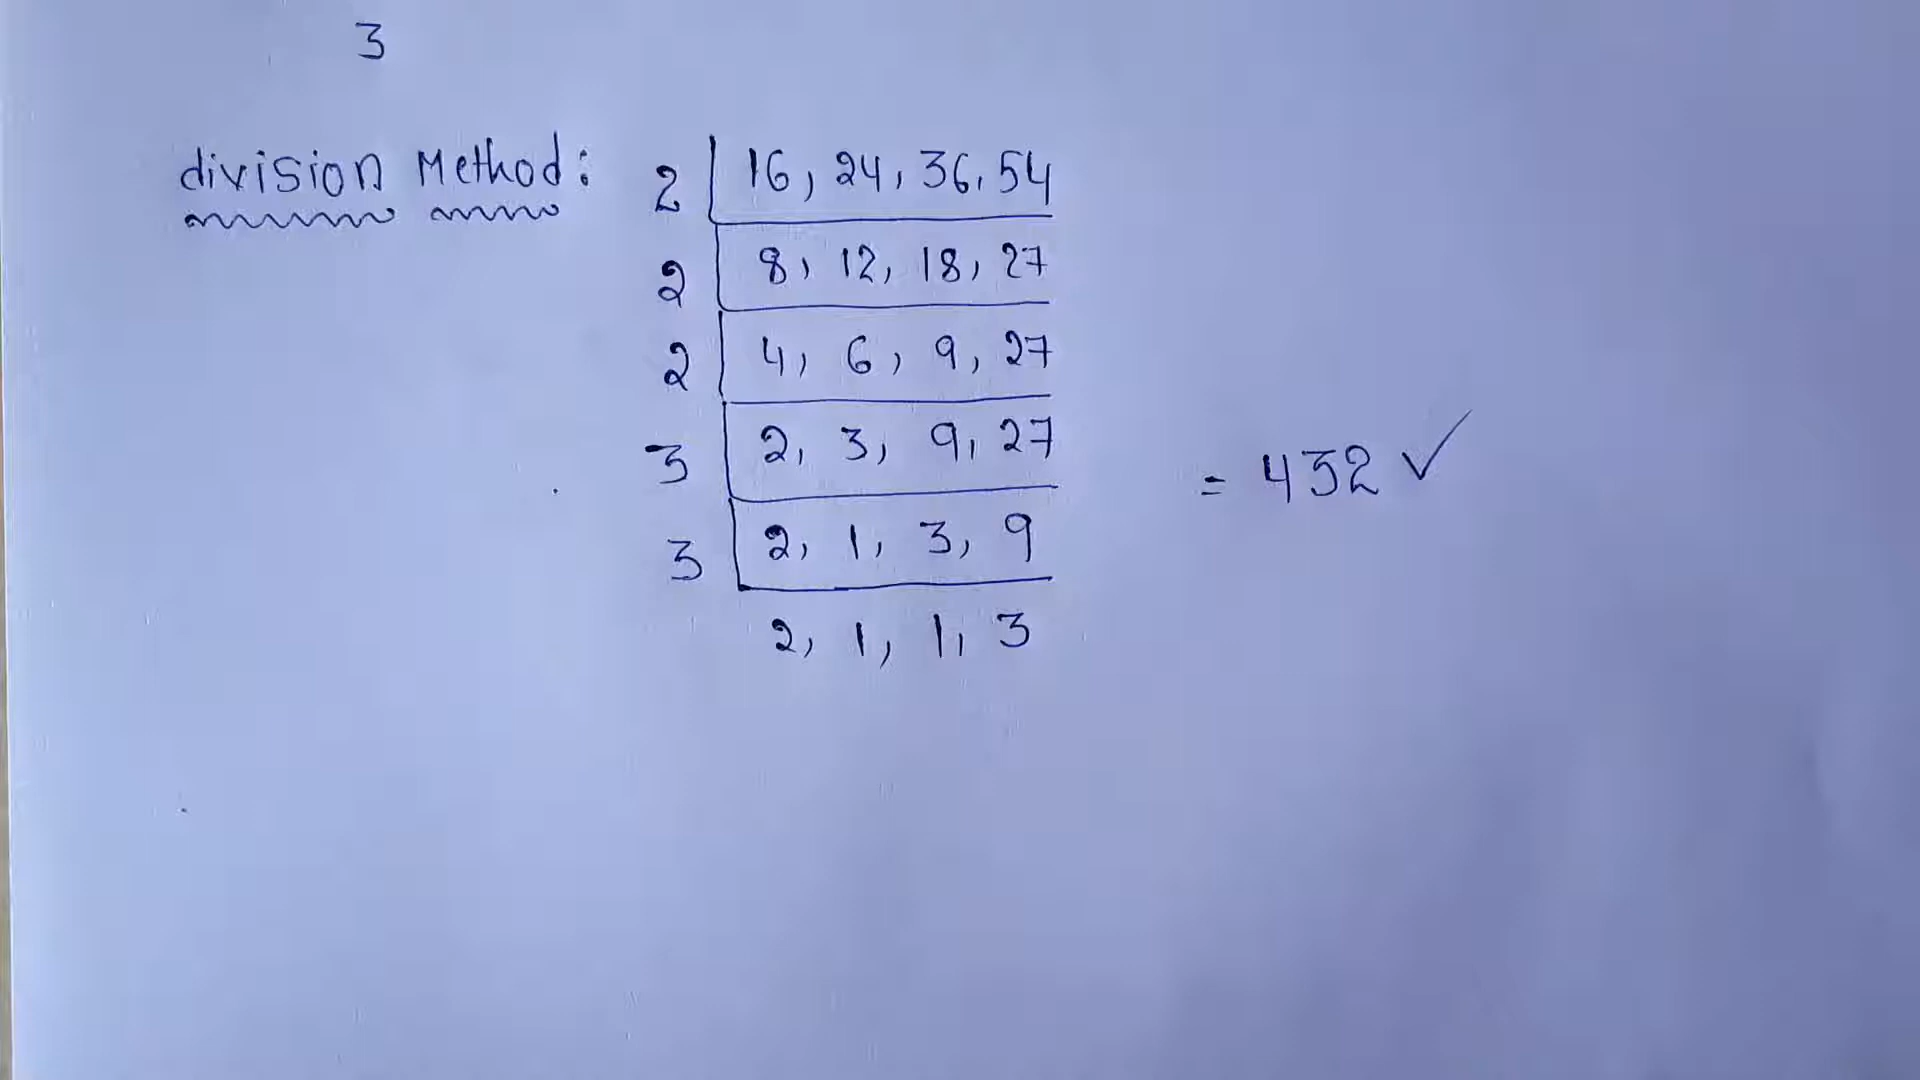 3
division Method:
2 | 16, 24, 36, 54
2 | 8, 12, 18, 27
2 | 4, 6, 9, 27
3 | 2, 3, 9, 27
= 432 ✓
3 | 2, 1, 3, 9
2, 1, 1, 3